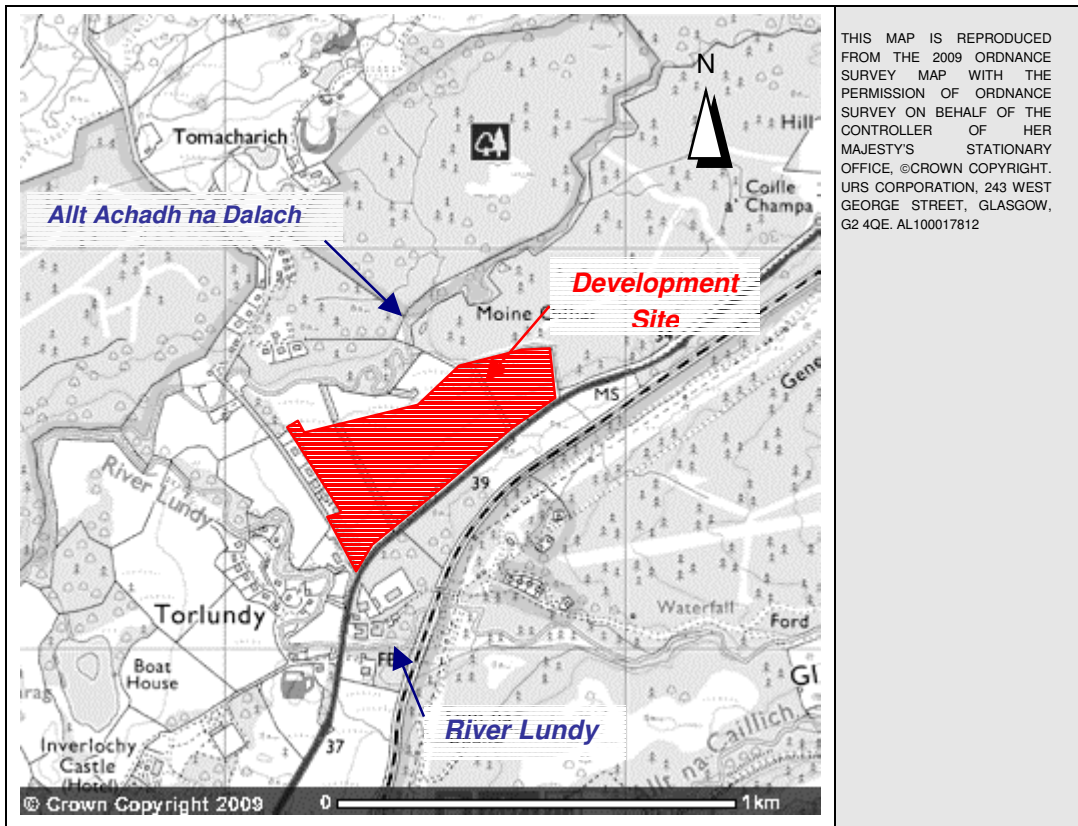 THIS MAP IS REPRODUCED
FROM THE 2009 ORDNANCE
SURVEY MAP WITH THE
PERMISSION OF ORDNANCE
SURVEY ON BEHALF OF THE
CONTROLLER OF HER
MAJESTY'S STATIONARY
OFFICE, ©CROWN COPYRIGHT.
URS CORPORATION, 243 WEST
GEORGE STREET, GLASGOW,
G2 4QE. AL100017812
N
Tomacharich
Hill
Coille
a' Champa
Allt Achadh na Dalach
Development
Site
Moine
MS
Gene
39
River Lundy
Waterfall
Ford
Torlundy
FB
Boat
House
Gl
River Lundy
Caillich
Allt na
Inverlochy
Castle
(Hotel)
37
© Crown Copyright 2009 0 1km